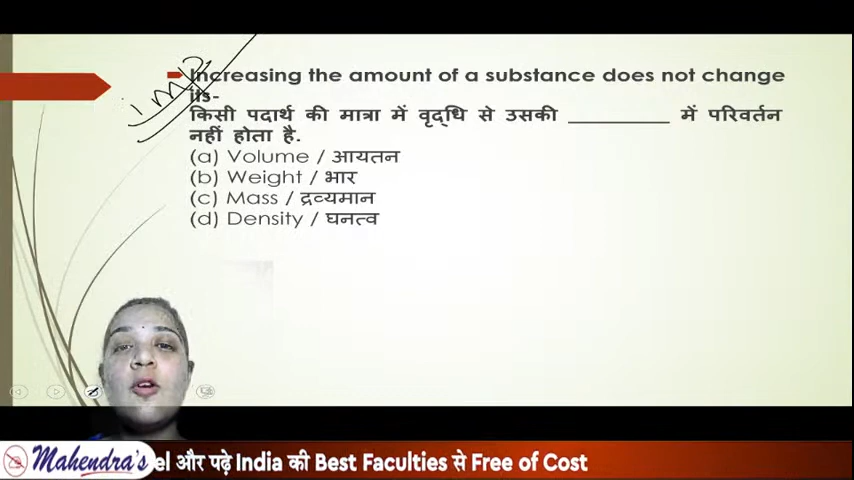 imp
Increasing the amount of a substance does not change
its-
किसी पदार्थ की मात्रा में वृद्धि से उसकी __________ में परिवर्तन
नहीं होता है.
(a) Volume / आयतन
(b) Weight / भार
(c) Mass / द्रव्यमान
(d) Density / घनत्व
Mahendra's el और पढ़े India की Best Faculties से Free of Cost